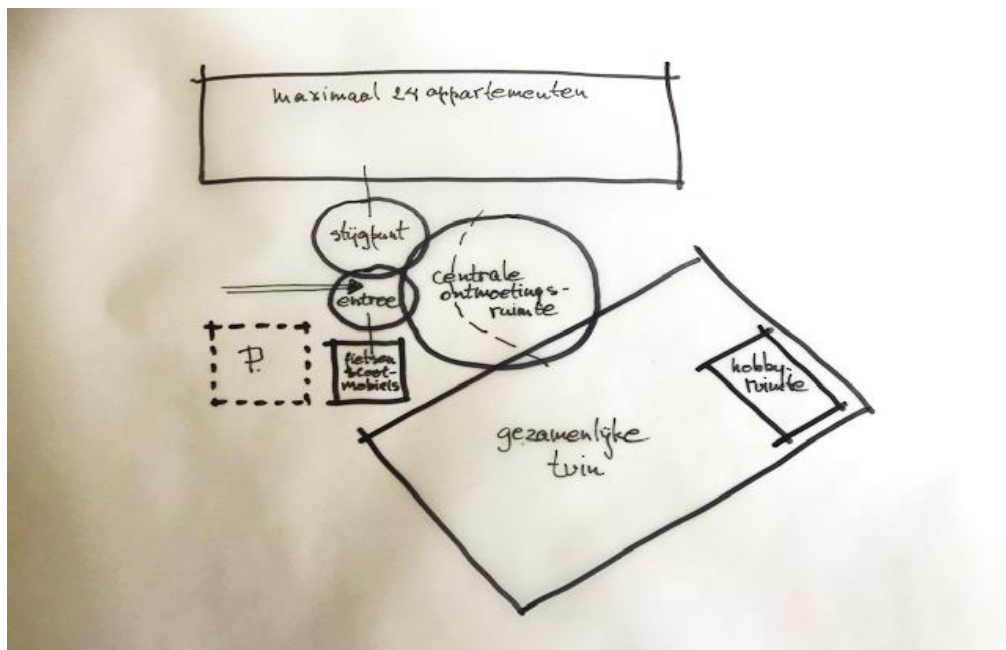 maximaal 24 appartementen
stijgpunt
entree
centrale
ontmoetings-
ruimte
P.
fietsen
scoot-
mobiels
hobby-
ruimte
gezamenlijke
tuin